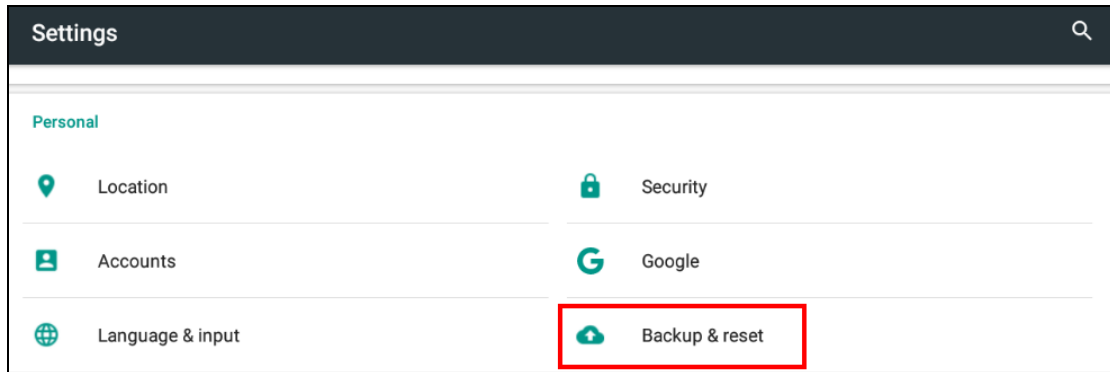 Settings
Personal
Location
Security
Accounts
Google
Language & input
Backup & reset